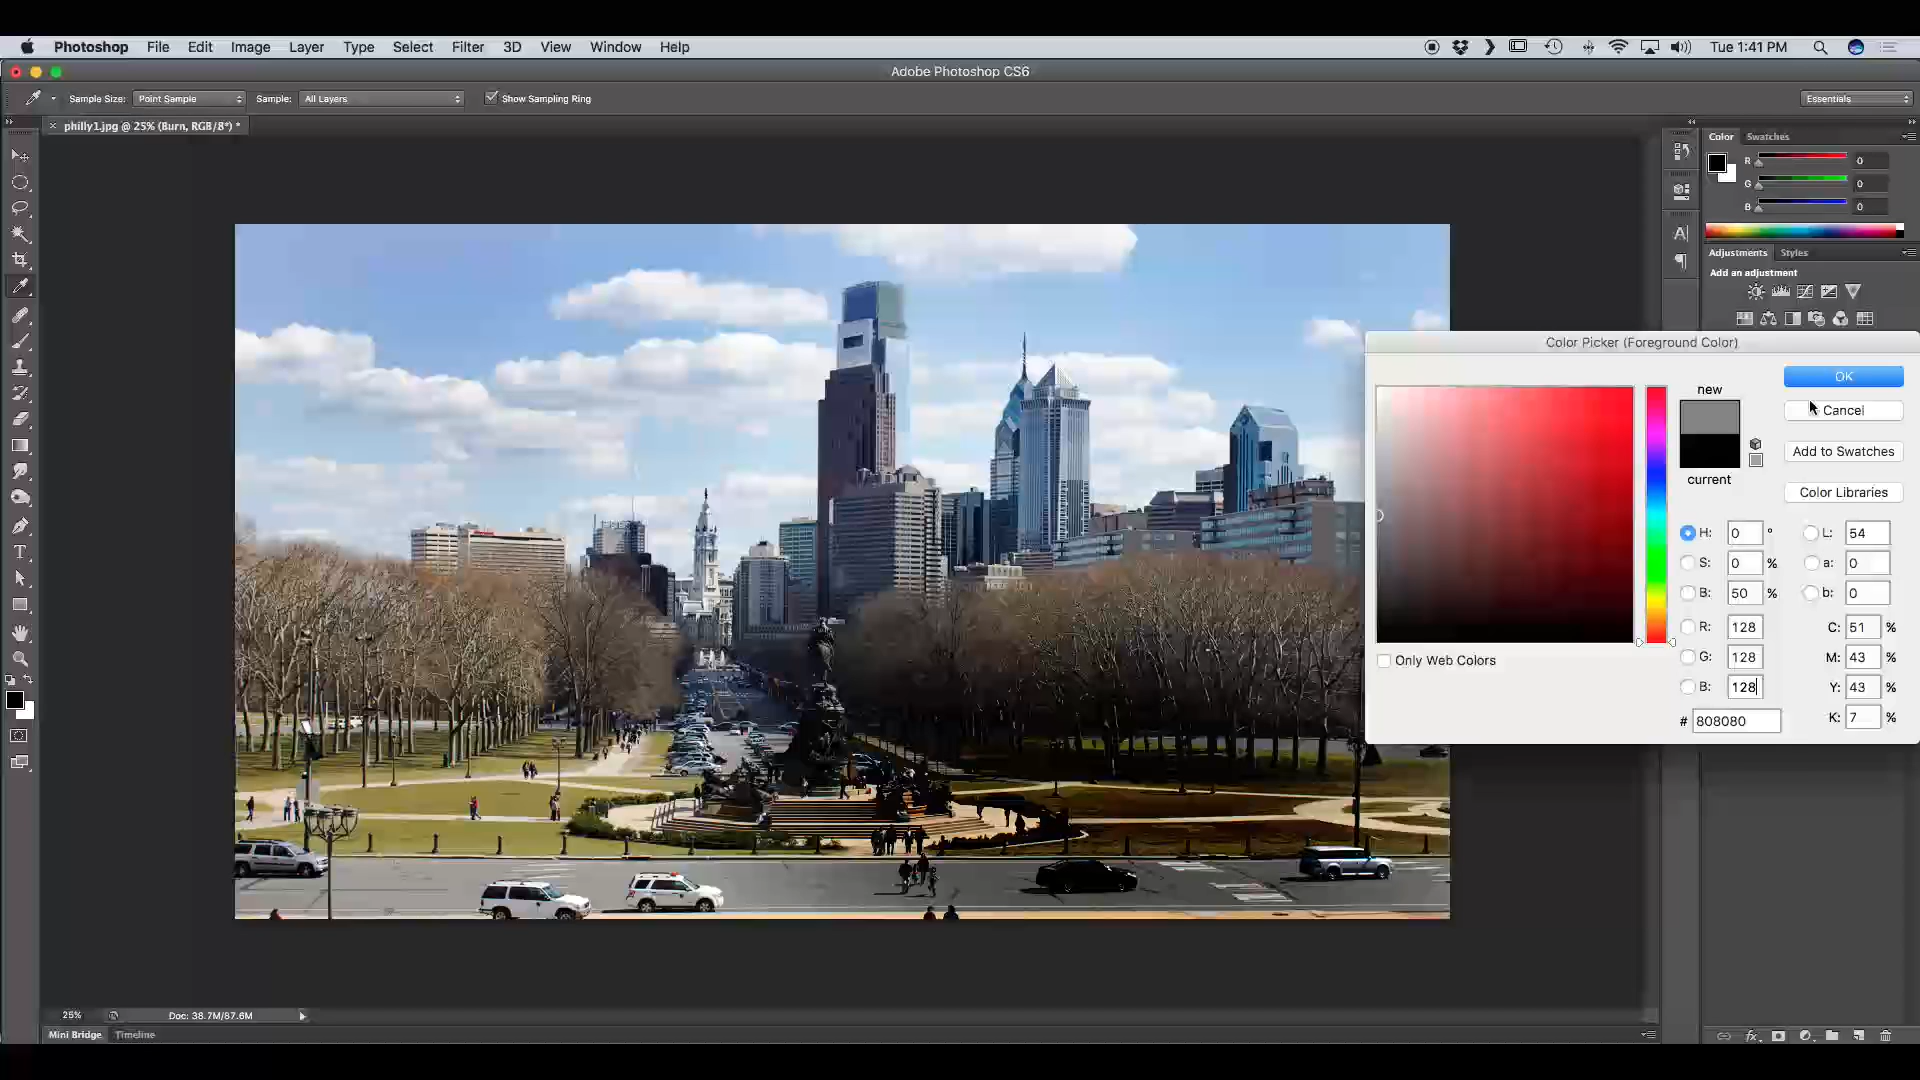 Photoshop File Edit Image Layer Type Select Filter 3D View Window Help Tue 1:41 PM
Adobe Photoshop CS6
Sample Size: Point Sample Sample: All Layers Show Sampling Ring Essentials
philly1.jpg @ 25% (Burn, RGB/8*) *
Color Swatches
R 0
G 0
B 0
Adjustments Styles
Add an adjustment
Color Picker (Foreground Color)
OK
new
Cancel
Add to Swatches
current
Color Libraries
H: 0 ° L: 54
S: 0 % a: 0
B: 50 % b: 0
R: 128 C: 51 %
G: 128 M: 43 %
B: 128 Y: 43 %
# 808080 K: 7 %
Only Web Colors
25% Doc: 38.7M/87.6M
Mini Bridge Timeline